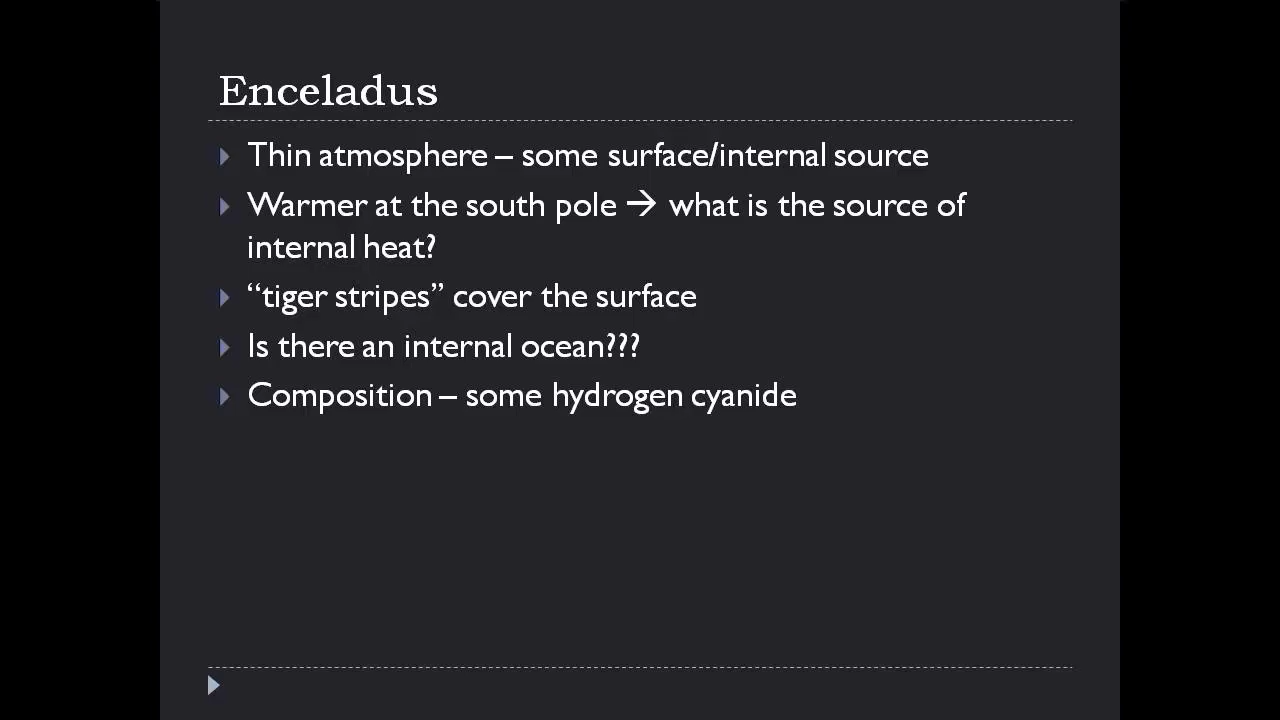 Enceladus
Thin atmosphere – some surface/internal source
Warmer at the south pole → what is the source of
internal heat?
“tiger stripes” cover the surface
Is there an internal ocean???
Composition – some hydrogen cyanide